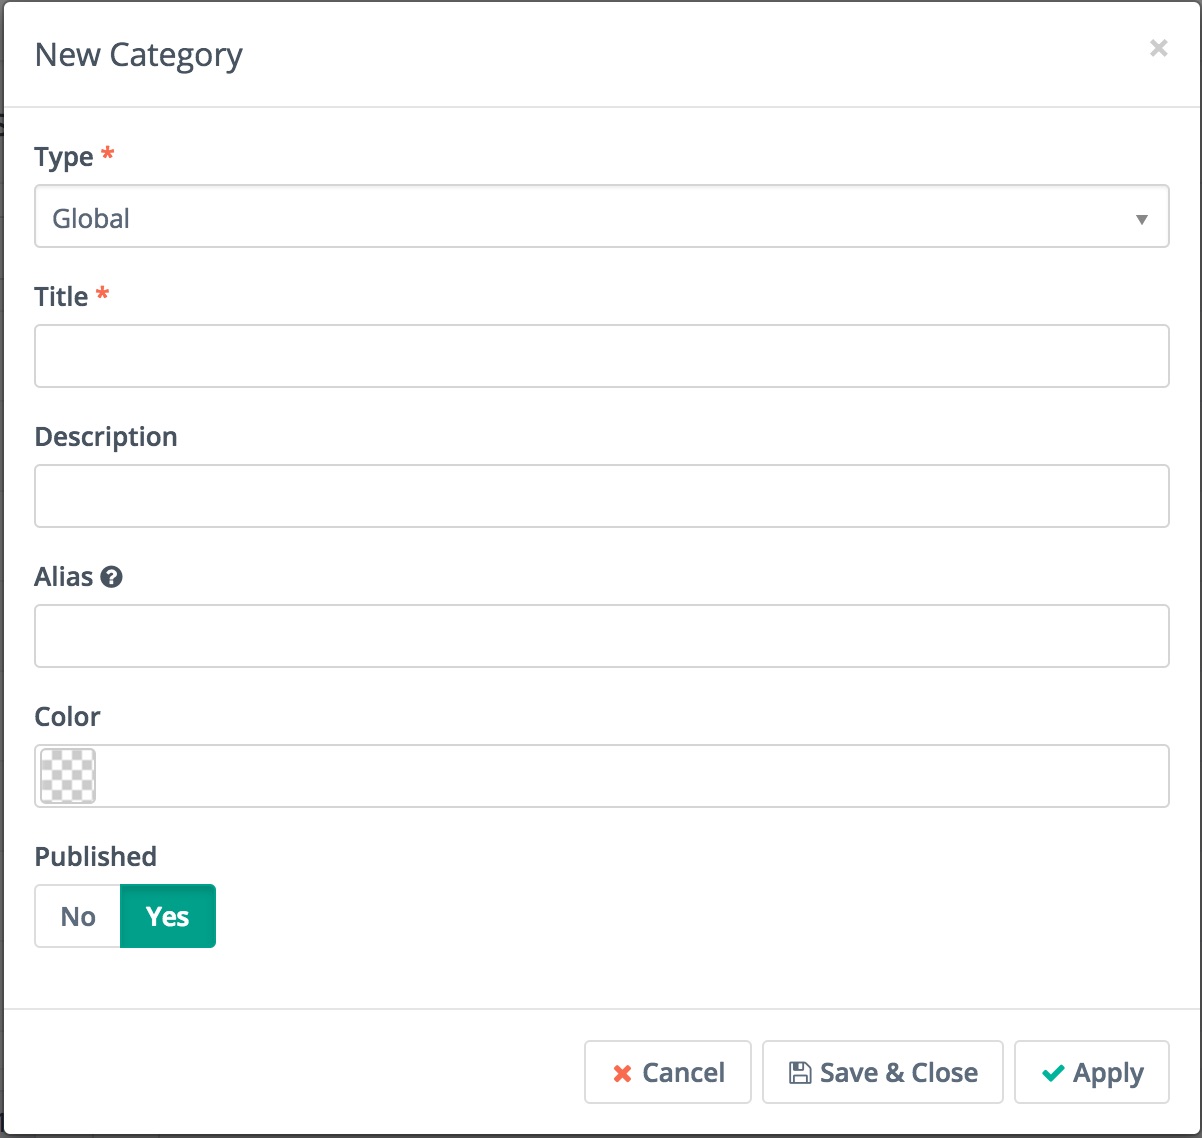 New Category
Type *
Global
Title *
Description
Alias
Color
Published
No Yes
Cancel Save & Close Apply